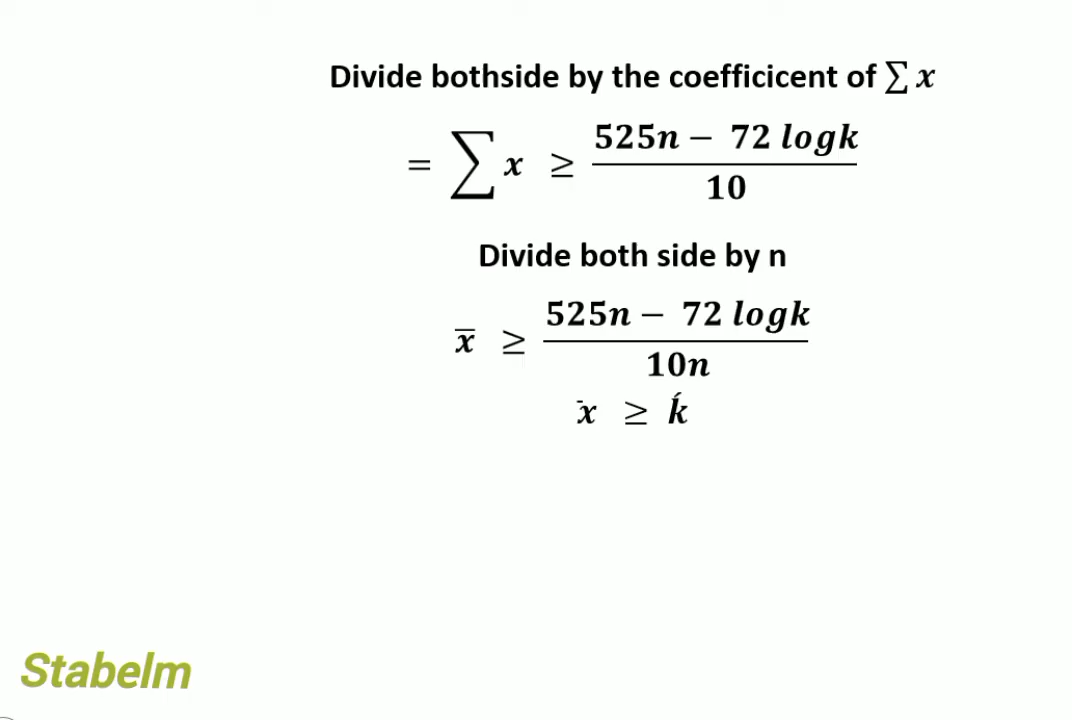 Divide bothside by the coefficicent of ∑ x
= ∑ x ≥ (525n − 72 logk) / 10
Divide both side by n
x̅ ≥ (525n − 72 logk) / 10n
x̄ ≥ ḱ
Stabelm